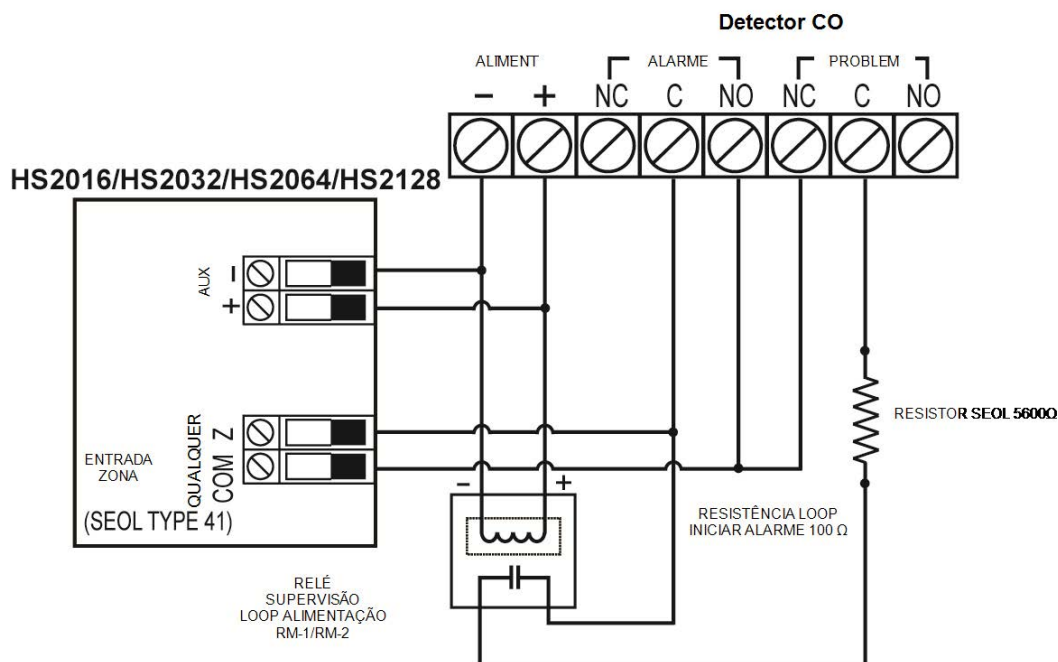 Detector CO
ALIMENT
ALARME
PROBLEM
− + NC C NO NC C NO
HS2016/HS2032/HS2064/HS2128
AUX
−
+
ENTRADA
ZONA
QUALQUER
COM Z
(SEOL TYPE 41)
RESISTOR SEOL 5600Ω
− +
RESISTÊNCIA LOOP
INICIAR ALARME 100 Ω
RELÉ
SUPERVISÃO
LOOP ALIMENTAÇÃO
RM-1/RM-2